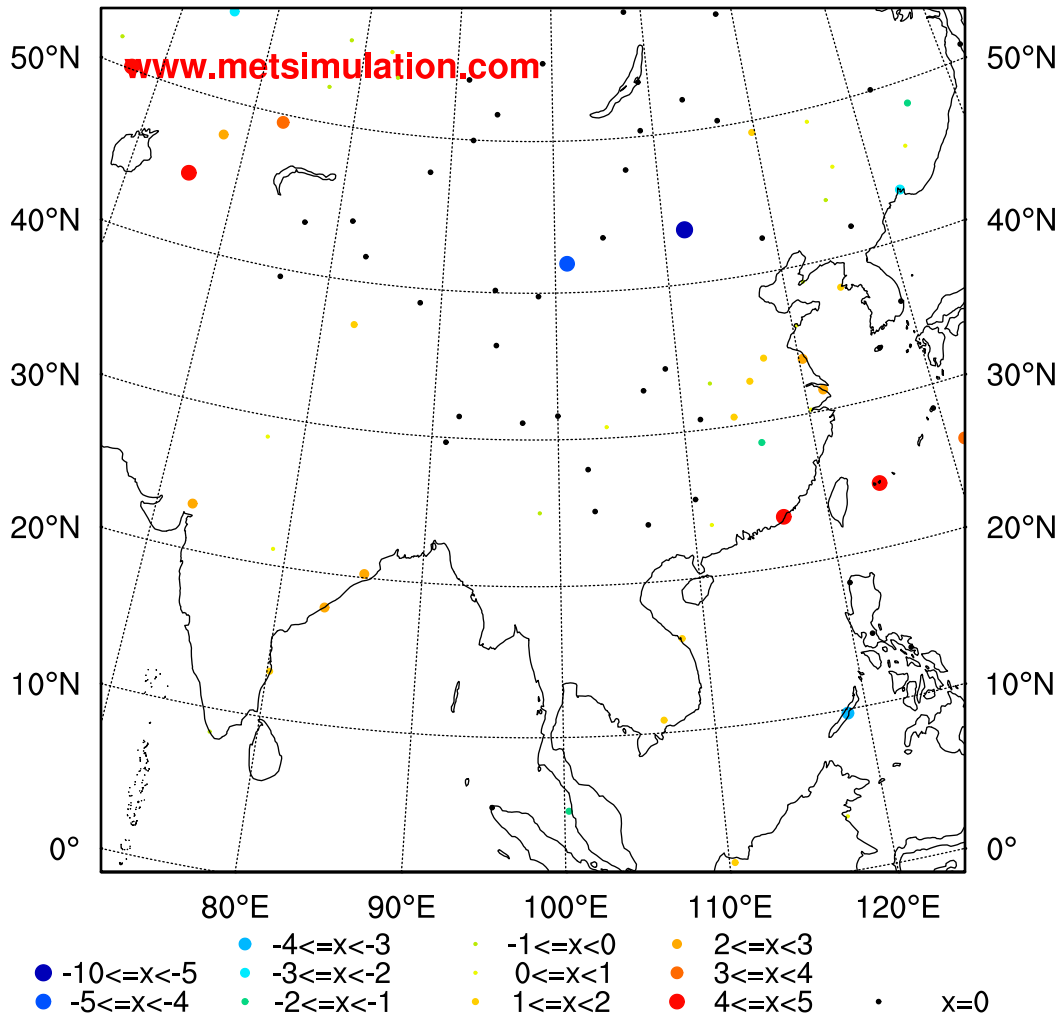 www.metsimulation.com
50°N 50°N
40°N 40°N
30°N 30°N
20°N 20°N
10°N 10°N
0° 0°
80°E 90°E 100°E 110°E 120°E
-4<=x<-3 -1<=x<0 2<=x<3
-10<=x<-5 -3<=x<-2 0<=x<1 3<=x<4
-5<=x<-4 -2<=x<-1 1<=x<2 4<=x<5 x=0